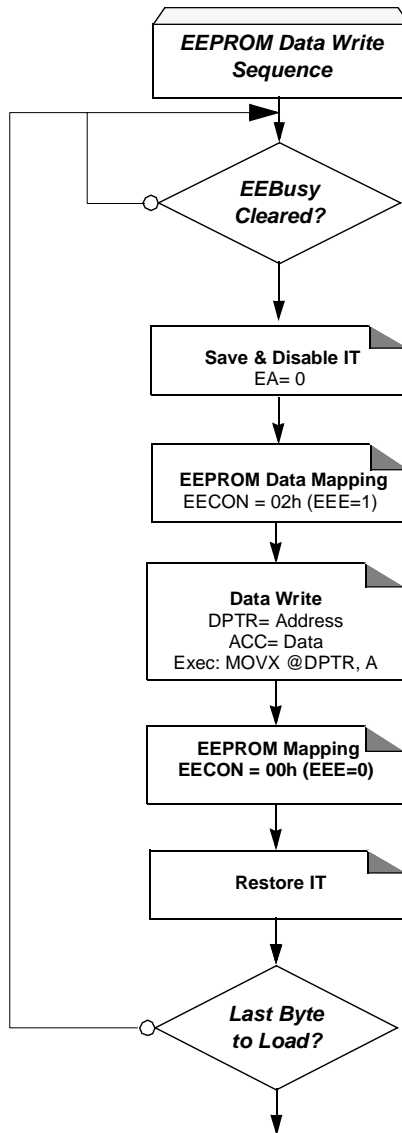 EEPROM Data Write
Sequence
EEBusy
Cleared?
Save & Disable IT
EA= 0
EEPROM Data Mapping
EECON = 02h (EEE=1)
Data Write
DPTR= Address
ACC= Data
Exec: MOVX @DPTR, A
EEPROM Mapping
EECON = 00h (EEE=0)
Restore IT
Last Byte
to Load?